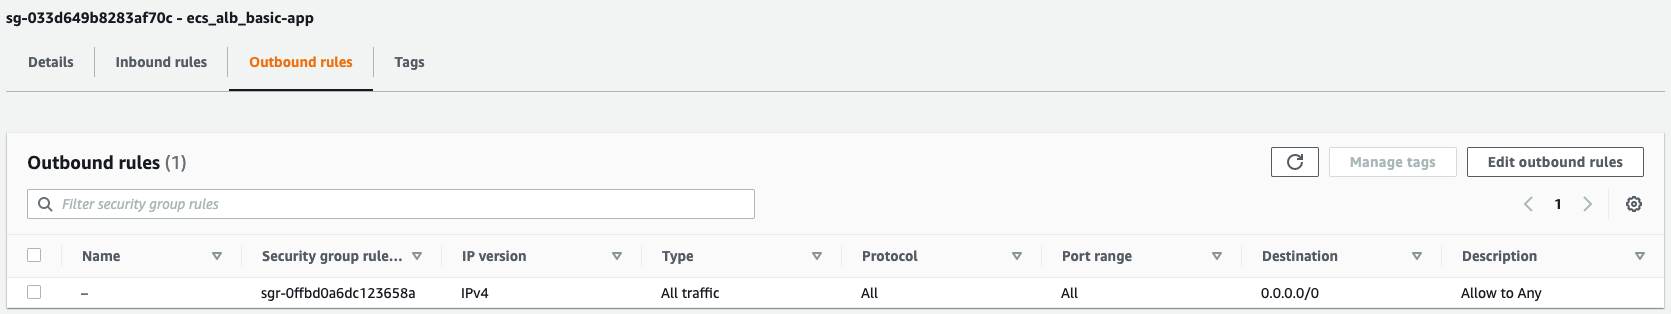 sg-033d649b8283af70c - ecs_alb_basic-app
Details Inbound rules Outbound rules Tags
Outbound rules (1) Manage tags Edit outbound rules
Filter security group rules 1
Name Security group rule... IP version Type Protocol Port range Destination Description
– sgr-0ffbd0a6dc123658a IPv4 All traffic All All 0.0.0.0/0 Allow to Any